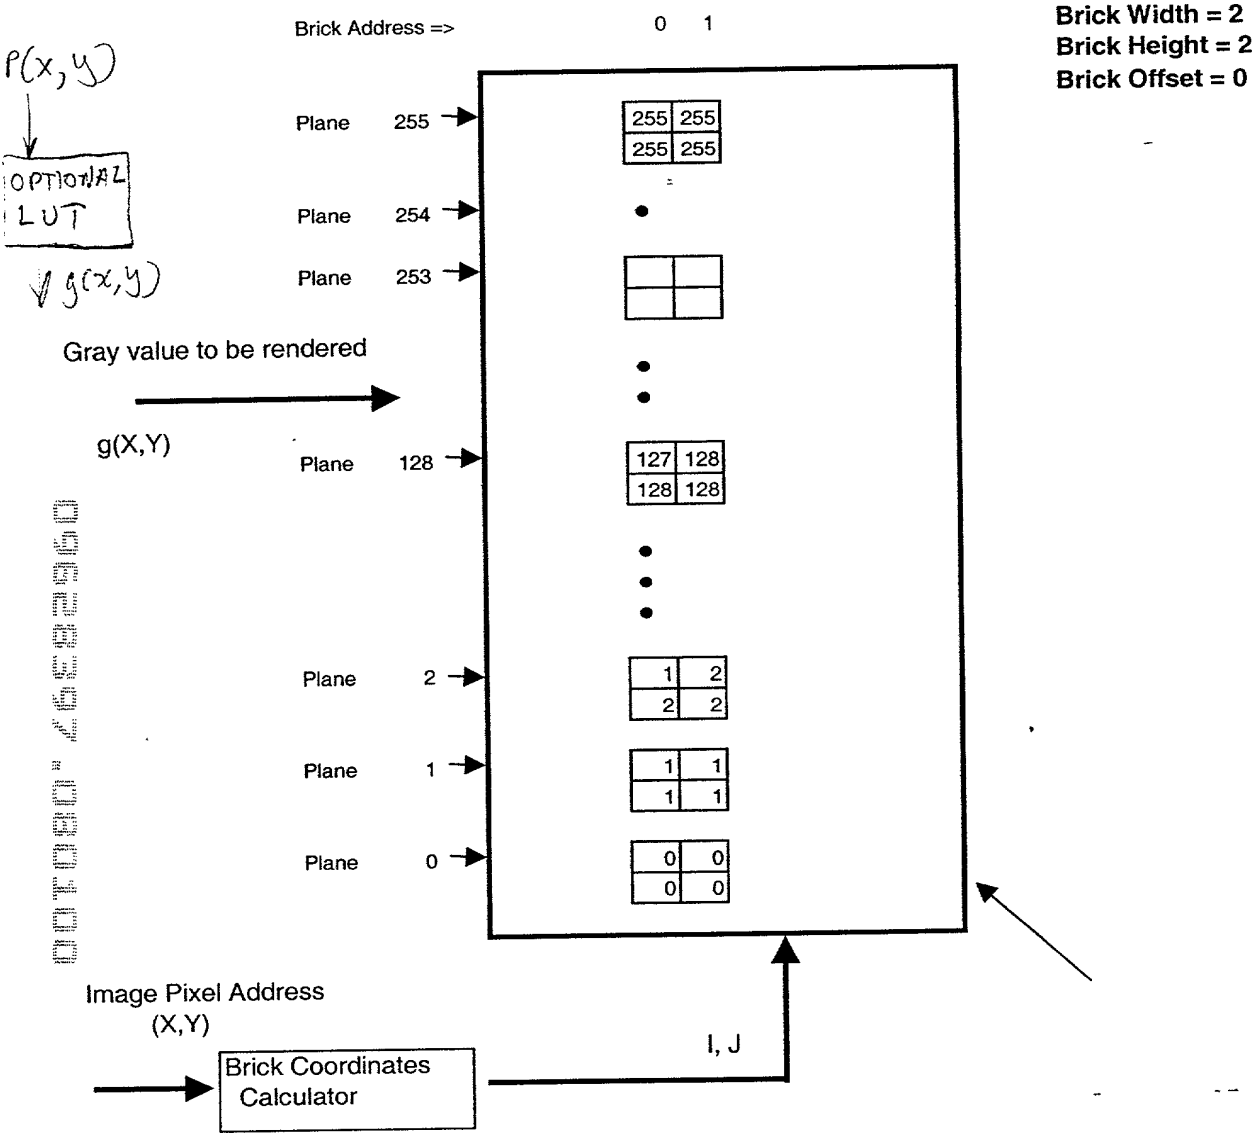 Brick Address => 0 1
Brick Width = 2
Brick Height = 2
Brick Offset = 0
P(x,y)
OPTIONAL
LUT
g(x,y)
Plane 255
255 255
255 255
Plane 254
Plane 253
Gray value to be rendered
g(X,Y)
Plane 128
127 128
128 128
Plane 2
1 2
2 2
Plane 1
1 1
1 1
Plane 0
0 0
0 0
09628397.080100
Image Pixel Address
(X,Y)
Brick Coordinates
Calculator
I, J